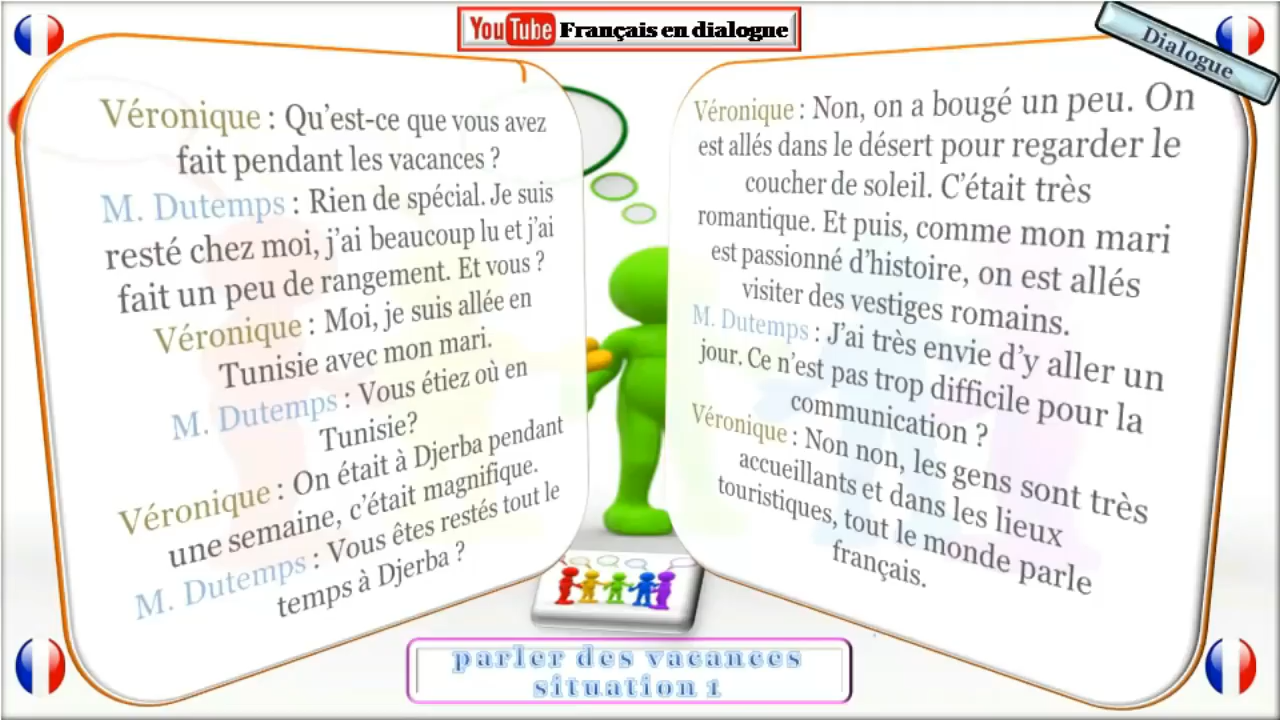 YouTube Français en dialogue
Dialogue
Véronique : Qu'est-ce que vous avez
fait pendant les vacances ?
M. Dutemps : Rien de spécial. Je suis
resté chez moi, j'ai beaucoup lu et j'ai
fait un peu de rangement. Et vous ?
Véronique : Moi, je suis allée en
Tunisie avec mon mari.
M. Dutemps : Vous étiez où en
Tunisie?
Véronique : On était à Djerba pendant
une semaine, c'était magnifique.
M. Dutemps : Vous êtes restés tout le
temps à Djerba ?
Véronique : Non, on a bougé un peu. On
est allés dans le désert pour regarder le
coucher de soleil. C'était très
romantique. Et puis, comme mon mari
est passionné d'histoire, on est allés
visiter des vestiges romains.
M. Dutemps : J'ai très envie d'y aller un
jour. Ce n'est pas trop difficile pour la
communication ?
Véronique : Non non, les gens sont très
accueillants et dans les lieux
touristiques, tout le monde parle
français.
parler des vacances
situation 1